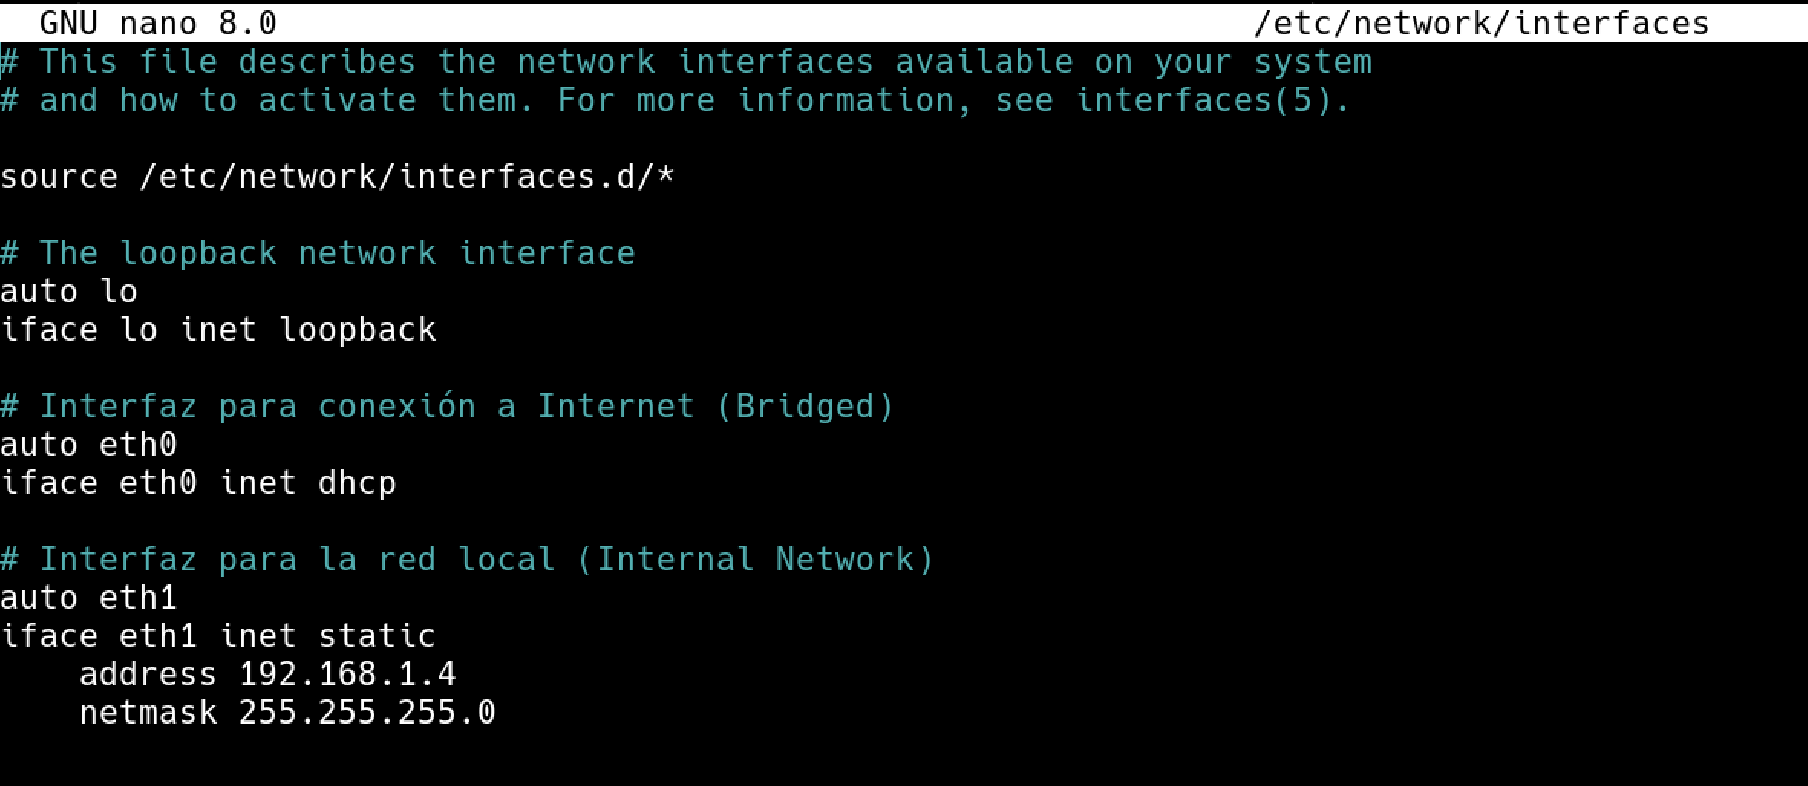 GNU nano 8.0 /etc/network/interfaces
# This file describes the network interfaces available on your system
# and how to activate them. For more information, see interfaces(5).
source /etc/network/interfaces.d/*
# The loopback network interface
auto lo
iface lo inet loopback
# Interfaz para conexión a Internet (Bridged)
auto eth0
iface eth0 inet dhcp
# Interfaz para la red local (Internal Network)
auto eth1
iface eth1 inet static
    address 192.168.1.4
    netmask 255.255.255.0